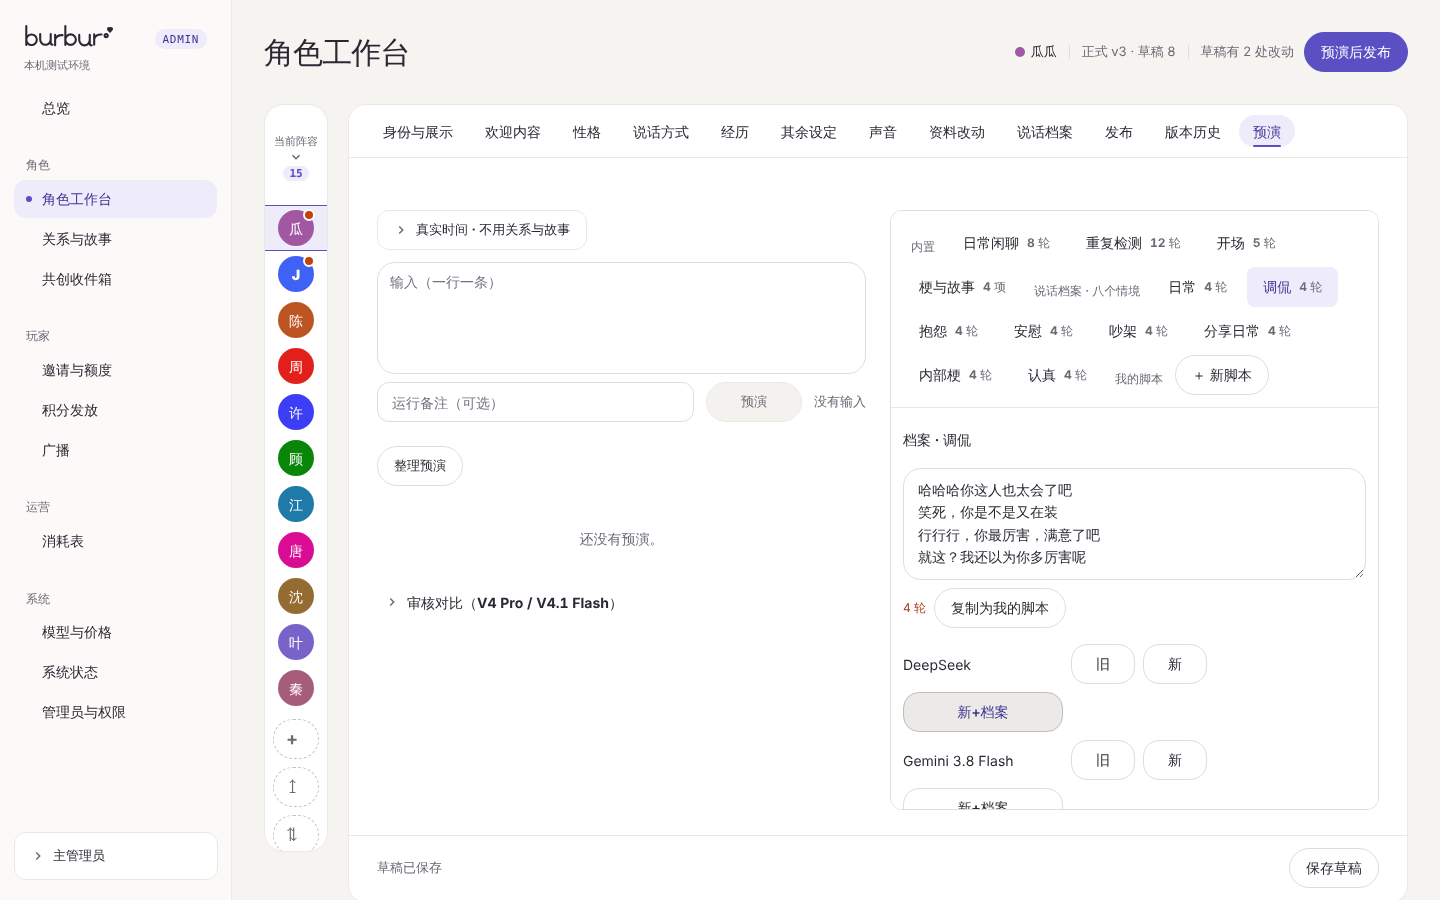 burbur
ADMIN
本机测试环境
总览
角色
角色工作台
关系与故事
共创收件箱
玩家
邀请与额度
积分发放
广播
运营
消耗表
系统
模型与价格
系统状态
管理员与权限
主管理员
角色工作台
瓜瓜
正式 v3 · 草稿 8
草稿有 2 处改动
预演后发布
当前阵容
15
瓜
J
陈
周
许
顾
江
唐
沈
叶
秦
+
↥
⇅
身份与展示 欢迎内容 性格 说话方式 经历 其余设定 声音 资料改动 说话档案 发布 版本历史 预演
真实时间 · 不用关系与故事
输入（一行一条）
运行备注（可选）
预演
没有输入
整理预演
还没有预演。
审核对比（V4 Pro / V4.1 Flash）
内置 日常闲聊 8 轮 重复检测 12 轮 开场 5 轮
梗与故事 4 项 说话档案 · 八个情境 日常 4 轮 调侃 4 轮
抱怨 4 轮 安慰 4 轮 吵架 4 轮 分享日常 4 轮
内部梗 4 轮 认真 4 轮 我的脚本 + 新脚本
档案 · 调侃
哈哈哈你这人也太会了吧
笑死，你是不是又在装
行行行，你最厉害，满意了吧
就这？我还以为你多厉害呢
4 轮 复制为我的脚本
DeepSeek 旧 新
新+档案
Gemini 3.8 Flash 旧 新
新+档案
草稿已保存
保存草稿